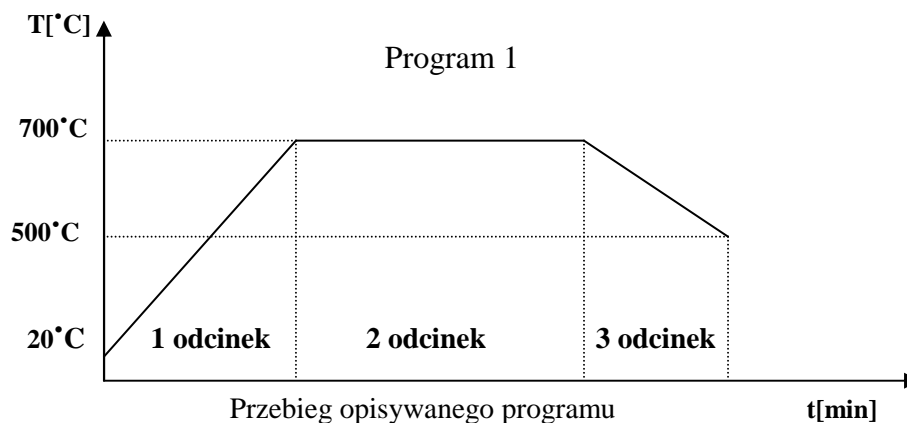 T[˚C]
Program 1
700˚C
500˚C
20˚C
1 odcinek 2 odcinek 3 odcinek
Przebieg opisywanego programu t[min]